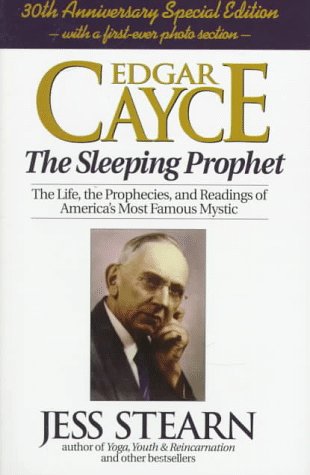 30th Anniversary Special Edition
– with a first-ever photo section –
EDGAR
CAYCE
The Sleeping Prophet
The Life, the Prophecies, and Readings of
America's Most Famous Mystic
JESS STEARN
author of Yoga, Youth & Reincarnation
and other bestsellers